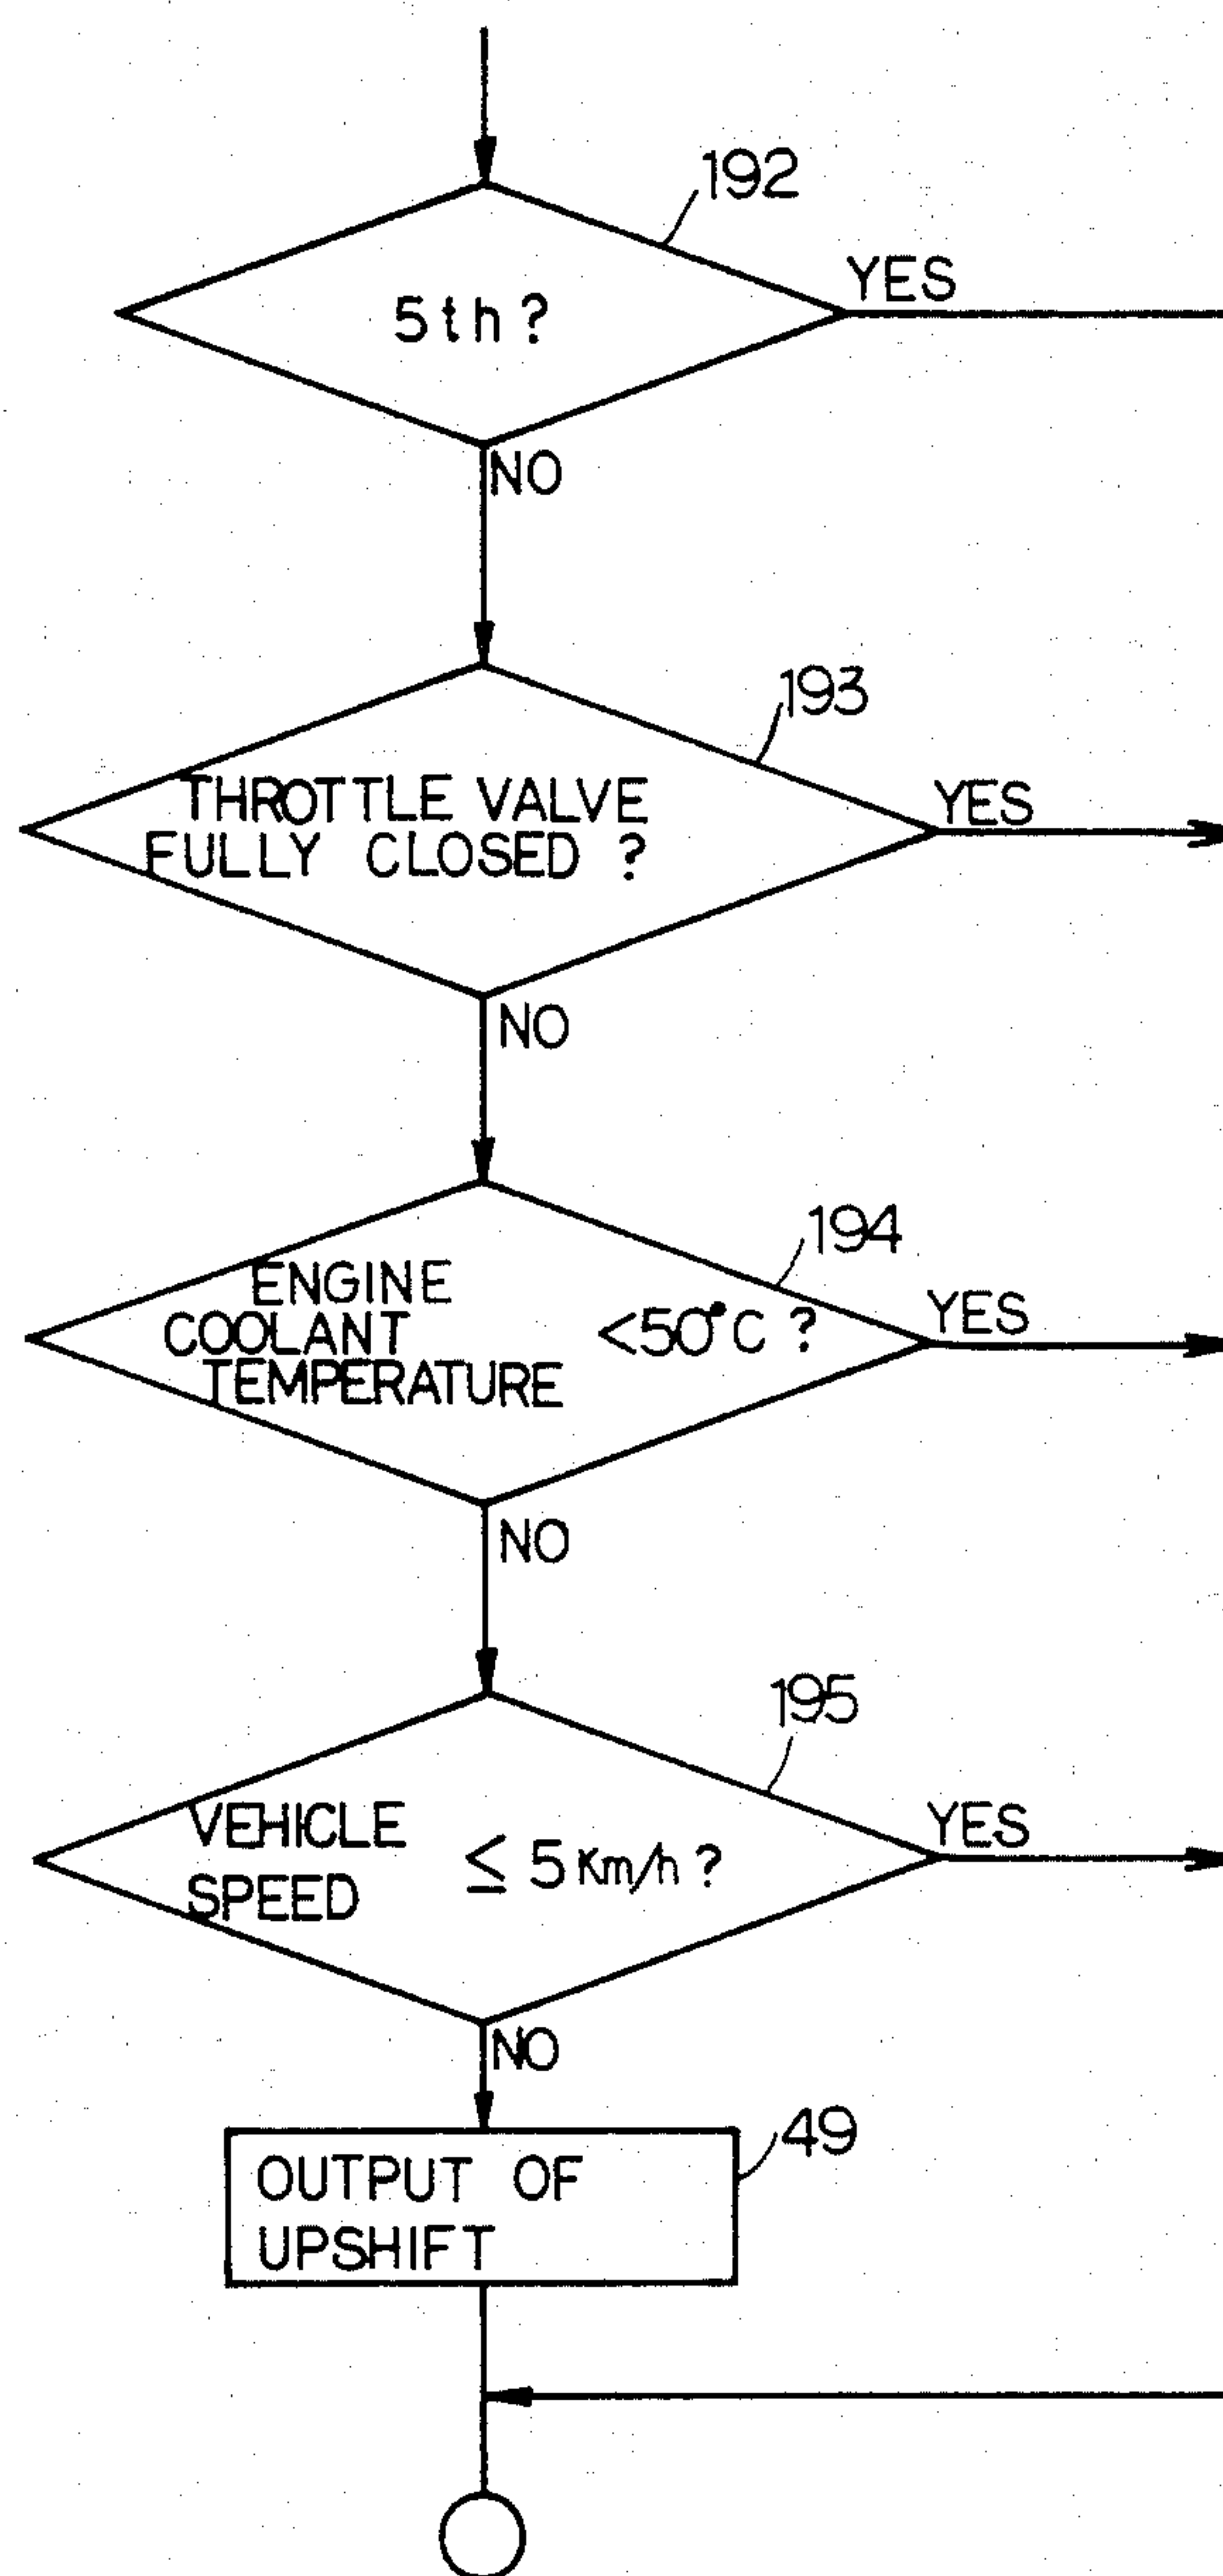 192
5th?
YES
NO
193
THROTTLE VALVE
FULLY CLOSED ?
YES
NO
194
ENGINE
COOLANT
TEMPERATURE
<50°C ?
YES
NO
195
VEHICLE
SPEED
≤ 5 Km/h ?
YES
NO
49
OUTPUT OF
UPSHIFT